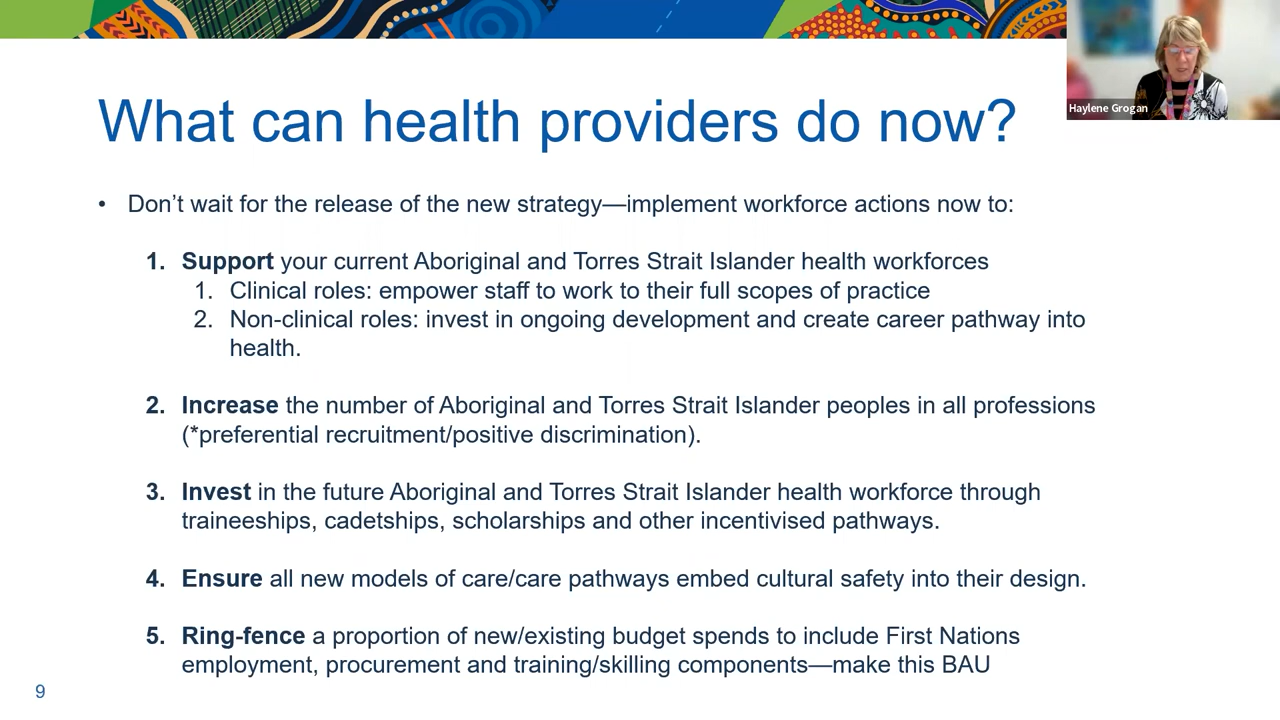 Haylene Grogan
What can health providers do now?
• Don’t wait for the release of the new strategy—implement workforce actions now to:
1. Support your current Aboriginal and Torres Strait Islander health workforces
1. Clinical roles: empower staff to work to their full scopes of practice
2. Non-clinical roles: invest in ongoing development and create career pathway into
health.
2. Increase the number of Aboriginal and Torres Strait Islander peoples in all professions
(*preferential recruitment/positive discrimination).
3. Invest in the future Aboriginal and Torres Strait Islander health workforce through
traineeships, cadetships, scholarships and other incentivised pathways.
4. Ensure all new models of care/care pathways embed cultural safety into their design.
5. Ring-fence a proportion of new/existing budget spends to include First Nations
employment, procurement and training/skilling components—make this BAU
9